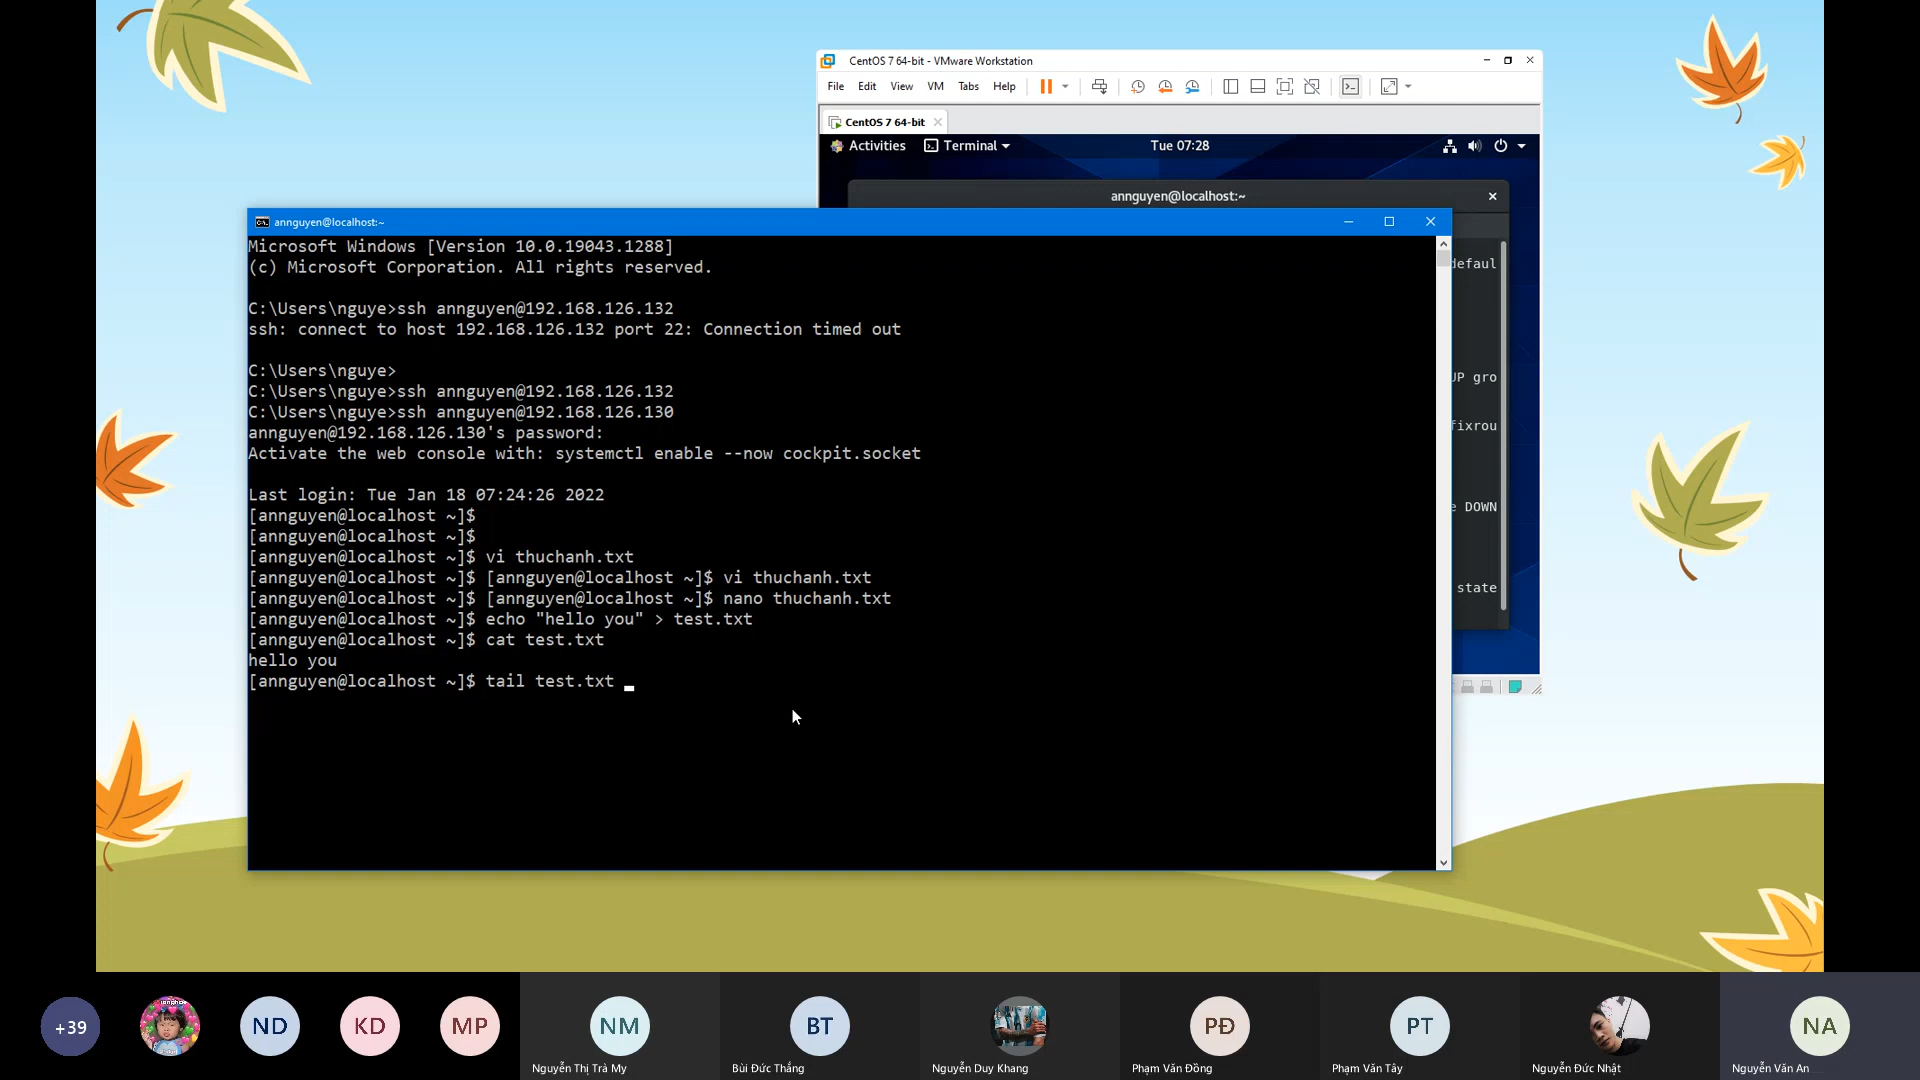 CentOS 7 64-bit - VMware Workstation
File Edit View VM Tabs Help
CentOS 7 64-bit
Activities Terminal Tue 07:28
annguyen@localhost:~
defaul
UP gro
fixrou
DOWN
state
annguyen@localhost:~
Microsoft Windows [Version 10.0.19043.1288]
(c) Microsoft Corporation. All rights reserved.
C:\Users\nguye>ssh annguyen@192.168.126.132
ssh: connect to host 192.168.126.132 port 22: Connection timed out
C:\Users\nguye>
C:\Users\nguye>ssh annguyen@192.168.126.132
C:\Users\nguye>ssh annguyen@192.168.126.130
annguyen@192.168.126.130's password:
Activate the web console with: systemctl enable --now cockpit.socket
Last login: Tue Jan 18 07:24:26 2022
[annguyen@localhost ~]$
[annguyen@localhost ~]$
[annguyen@localhost ~]$ vi thuchanh.txt
[annguyen@localhost ~]$ [annguyen@localhost ~]$ vi thuchanh.txt
[annguyen@localhost ~]$ [annguyen@localhost ~]$ nano thuchanh.txt
[annguyen@localhost ~]$ echo "hello you" > test.txt
[annguyen@localhost ~]$ cat test.txt
hello you
[annguyen@localhost ~]$ tail test.txt
+39 ND KD MP NM BT PĐ PT NA
Nguyễn Thị Trà My Bùi Đức Thắng Nguyễn Duy Khang Phạm Văn Đồng Phạm Văn Tây Nguyễn Đức Nhật Nguyễn Văn An